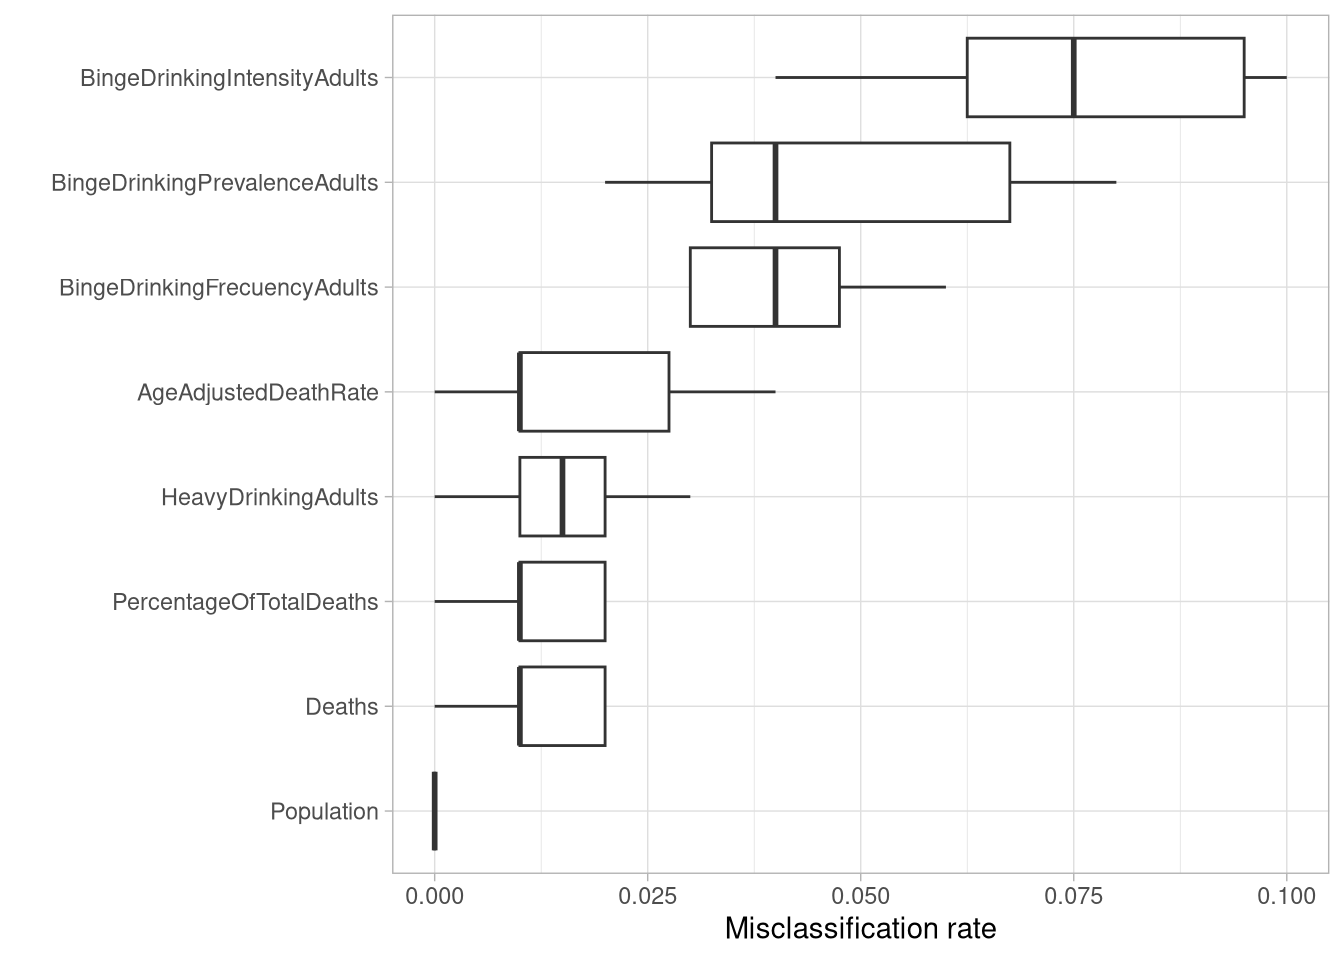 BingeDrinkingIntensityAdults
BingeDrinkingPrevalenceAdults
BingeDrinkingFrecuencyAdults
AgeAdjustedDeathRate
HeavyDrinkingAdults
PercentageOfTotalDeaths
Deaths
Population
0.000 0.025 0.050 0.075 0.100
Misclassification rate